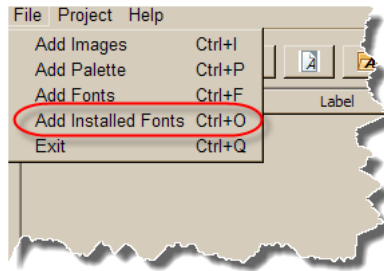 File Project Help
Add Images Ctrl+I
Add Palette Ctrl+P
Add Fonts Ctrl+F
Label
Add Installed Fonts Ctrl+O
Exit Ctrl+Q